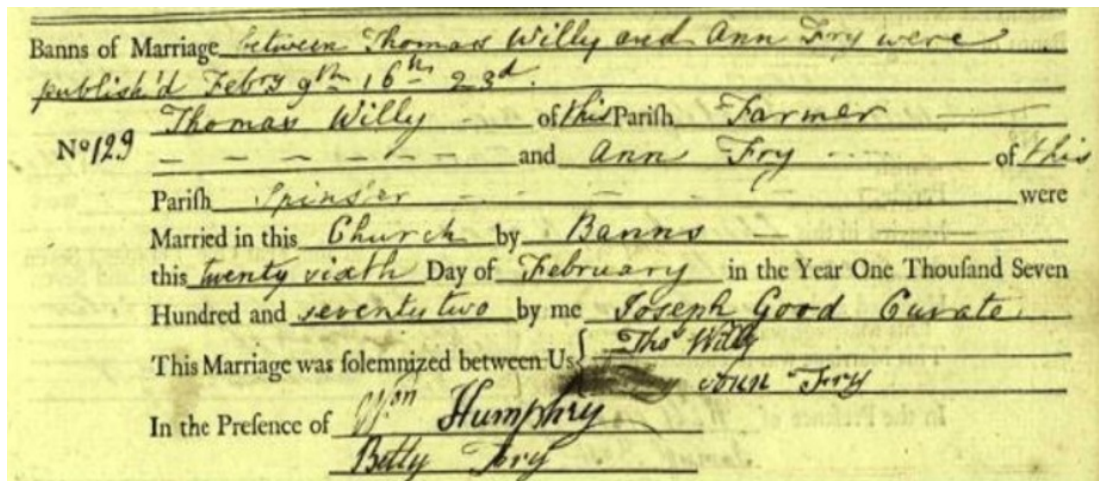 Banns of Marriage between Thomas Willy and Ann Fry were
publish'd Febry 9th 16th 23d.
Thomas Willy of this Pariſh Farmer
No 129 and Ann Fry of this
Pariſh Spinster were
Married in this Church by Banns
this twenty sixth Day of February in the Year One Thouſand Seven
Hundred and seventy two by me Joseph Good Curate
This Marriage was ſolemnized between Us { Thos Willy
Ann Fry
In the Preſence of Wm Humphry
Betty Fry